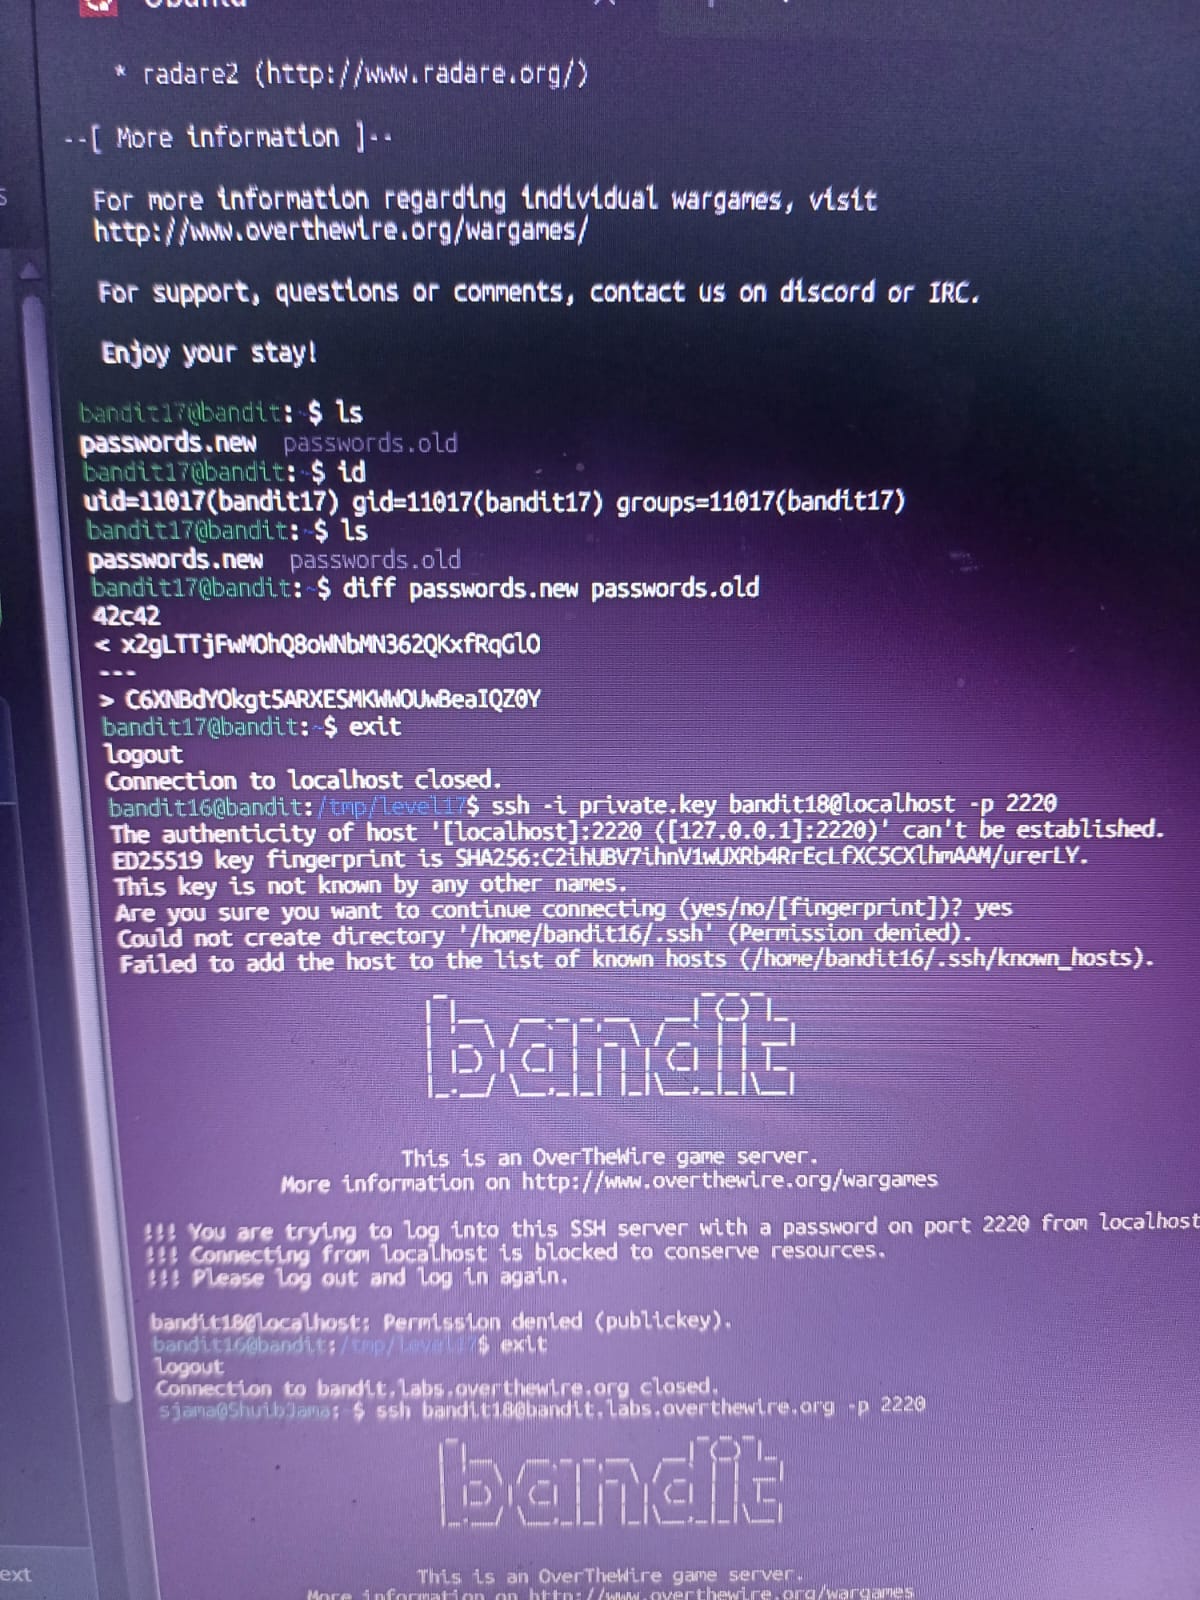 Ubuntu
* radare2 (http://www.radare.org/)
--[ More information ]--
For more information regarding individual wargames, visit
http://www.overthewire.org/wargames/
For support, questions or comments, contact us on discord or IRC.
Enjoy your stay!
bandit17@bandit:~$ ls
passwords.new passwords.old
bandit17@bandit:~$ id
uid=11017(bandit17) gid=11017(bandit17) groups=11017(bandit17)
bandit17@bandit:~$ ls
passwords.new passwords.old
bandit17@bandit:~$ diff passwords.new passwords.old
42c42
< x2gLTTjFwMOhQ8oWNbMN362QKxfRqGlO
---
> C6XNBdYOkgt5ARXESMKWWOUwBeaIQZ0Y
bandit17@bandit:~$ exit
logout
Connection to localhost closed.
bandit16@bandit:/tmp/level17$ ssh -i private.key bandit18@localhost -p 2220
The authenticity of host '[localhost]:2220 ([127.0.0.1]:2220)' can't be established.
ED25519 key fingerprint is SHA256:C2ihUBV7ihnV1wUXRb4RrEcLfXC5CXlhmAAM/urerLY.
This key is not known by any other names.
Are you sure you want to continue connecting (yes/no/[fingerprint])? yes
Could not create directory '/home/bandit16/.ssh' (Permission denied).
Failed to add the host to the list of known hosts (/home/bandit16/.ssh/known_hosts).
bandit
This is an OverTheWire game server.
More information on http://www.overthewire.org/wargames
!!! You are trying to log into this SSH server with a password on port 2220 from localhost
!!! Connecting from localhost is blocked to conserve resources.
!!! Please log out and log in again.
bandit18@localhost: Permission denied (publickey).
bandit16@bandit:/tmp/level17$ exit
logout
Connection to bandit.labs.overthewire.org closed.
sjama@ShuibJama:~$ ssh bandit18@bandit.labs.overthewire.org -p 2220
bandit
This is an OverTheWire game server.
More information on http://www.overthewire.org/wargames
ext